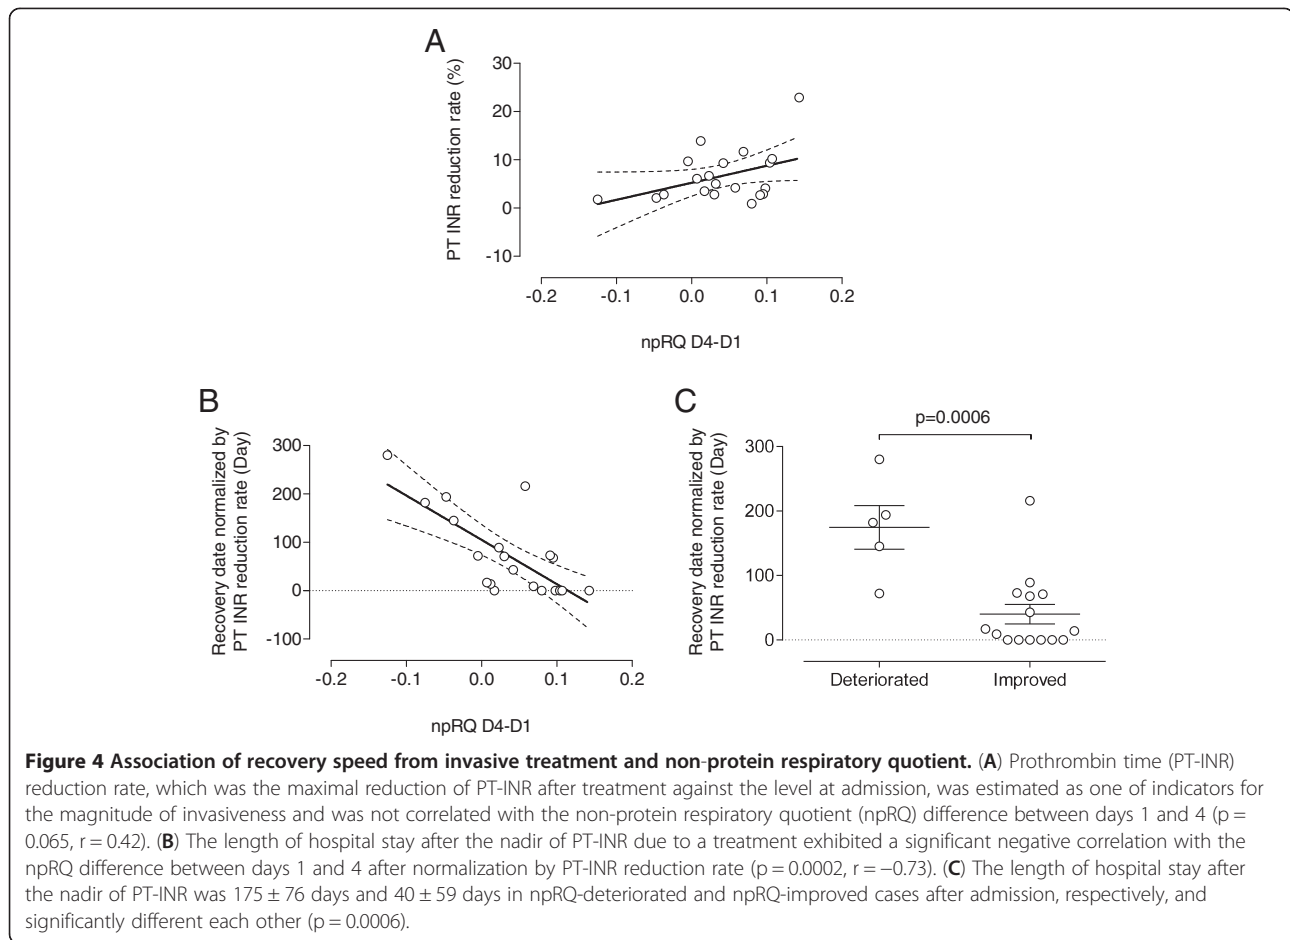 A
PT INR reduction rate (%)
30
20
10
0
-10
-0.2 -0.1 0.0 0.1 0.2
npRQ D4-D1
B
Recovery date normalized by
PT INR reduction rate (Day)
300
200
100
0
-100
-0.2 -0.1 0.0 0.1 0.2
npRQ D4-D1
C
p=0.0006
Recovery date normalized by
PT INR reduction rate (Day)
300
200
100
0
Deteriorated Improved
Figure 4 Association of recovery speed from invasive treatment and non-protein respiratory quotient. (A) Prothrombin time (PT-INR)
reduction rate, which was the maximal reduction of PT-INR after treatment against the level at admission, was estimated as one of indicators for
the magnitude of invasiveness and was not correlated with the non-protein respiratory quotient (npRQ) difference between days 1 and 4 (p =
0.065, r = 0.42). (B) The length of hospital stay after the nadir of PT-INR due to a treatment exhibited a significant negative correlation with the
npRQ difference between days 1 and 4 after normalization by PT-INR reduction rate (p = 0.0002, r = −0.73). (C) The length of hospital stay after
the nadir of PT-INR was 175 ± 76 days and 40 ± 59 days in npRQ-deteriorated and npRQ-improved cases after admission, respectively, and
significantly different each other (p = 0.0006).